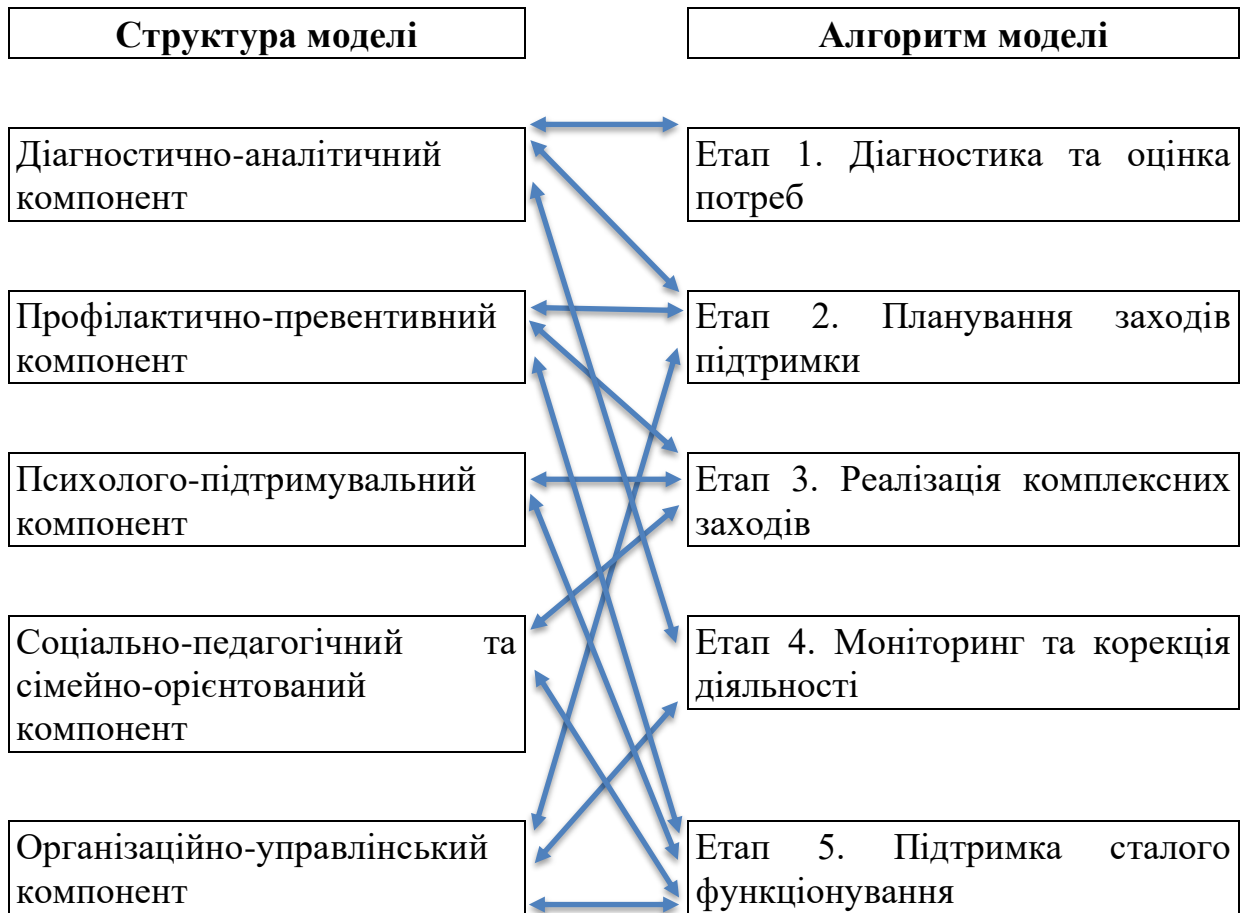 Структура моделі
Алгоритм моделі
Діагностично-аналітичний
компонент
Етап 1. Діагностика та оцінка
потреб
Профілактично-превентивний
компонент
Етап 2. Планування заходів
підтримки
Психолого-підтримувальний
компонент
Етап 3. Реалізація комплексних
заходів
Соціально-педагогічний та
сімейно-орієнтований
компонент
Етап 4. Моніторинг та корекція
діяльності
Організаційно-управлінський
компонент
Етап 5. Підтримка сталого
функціонування